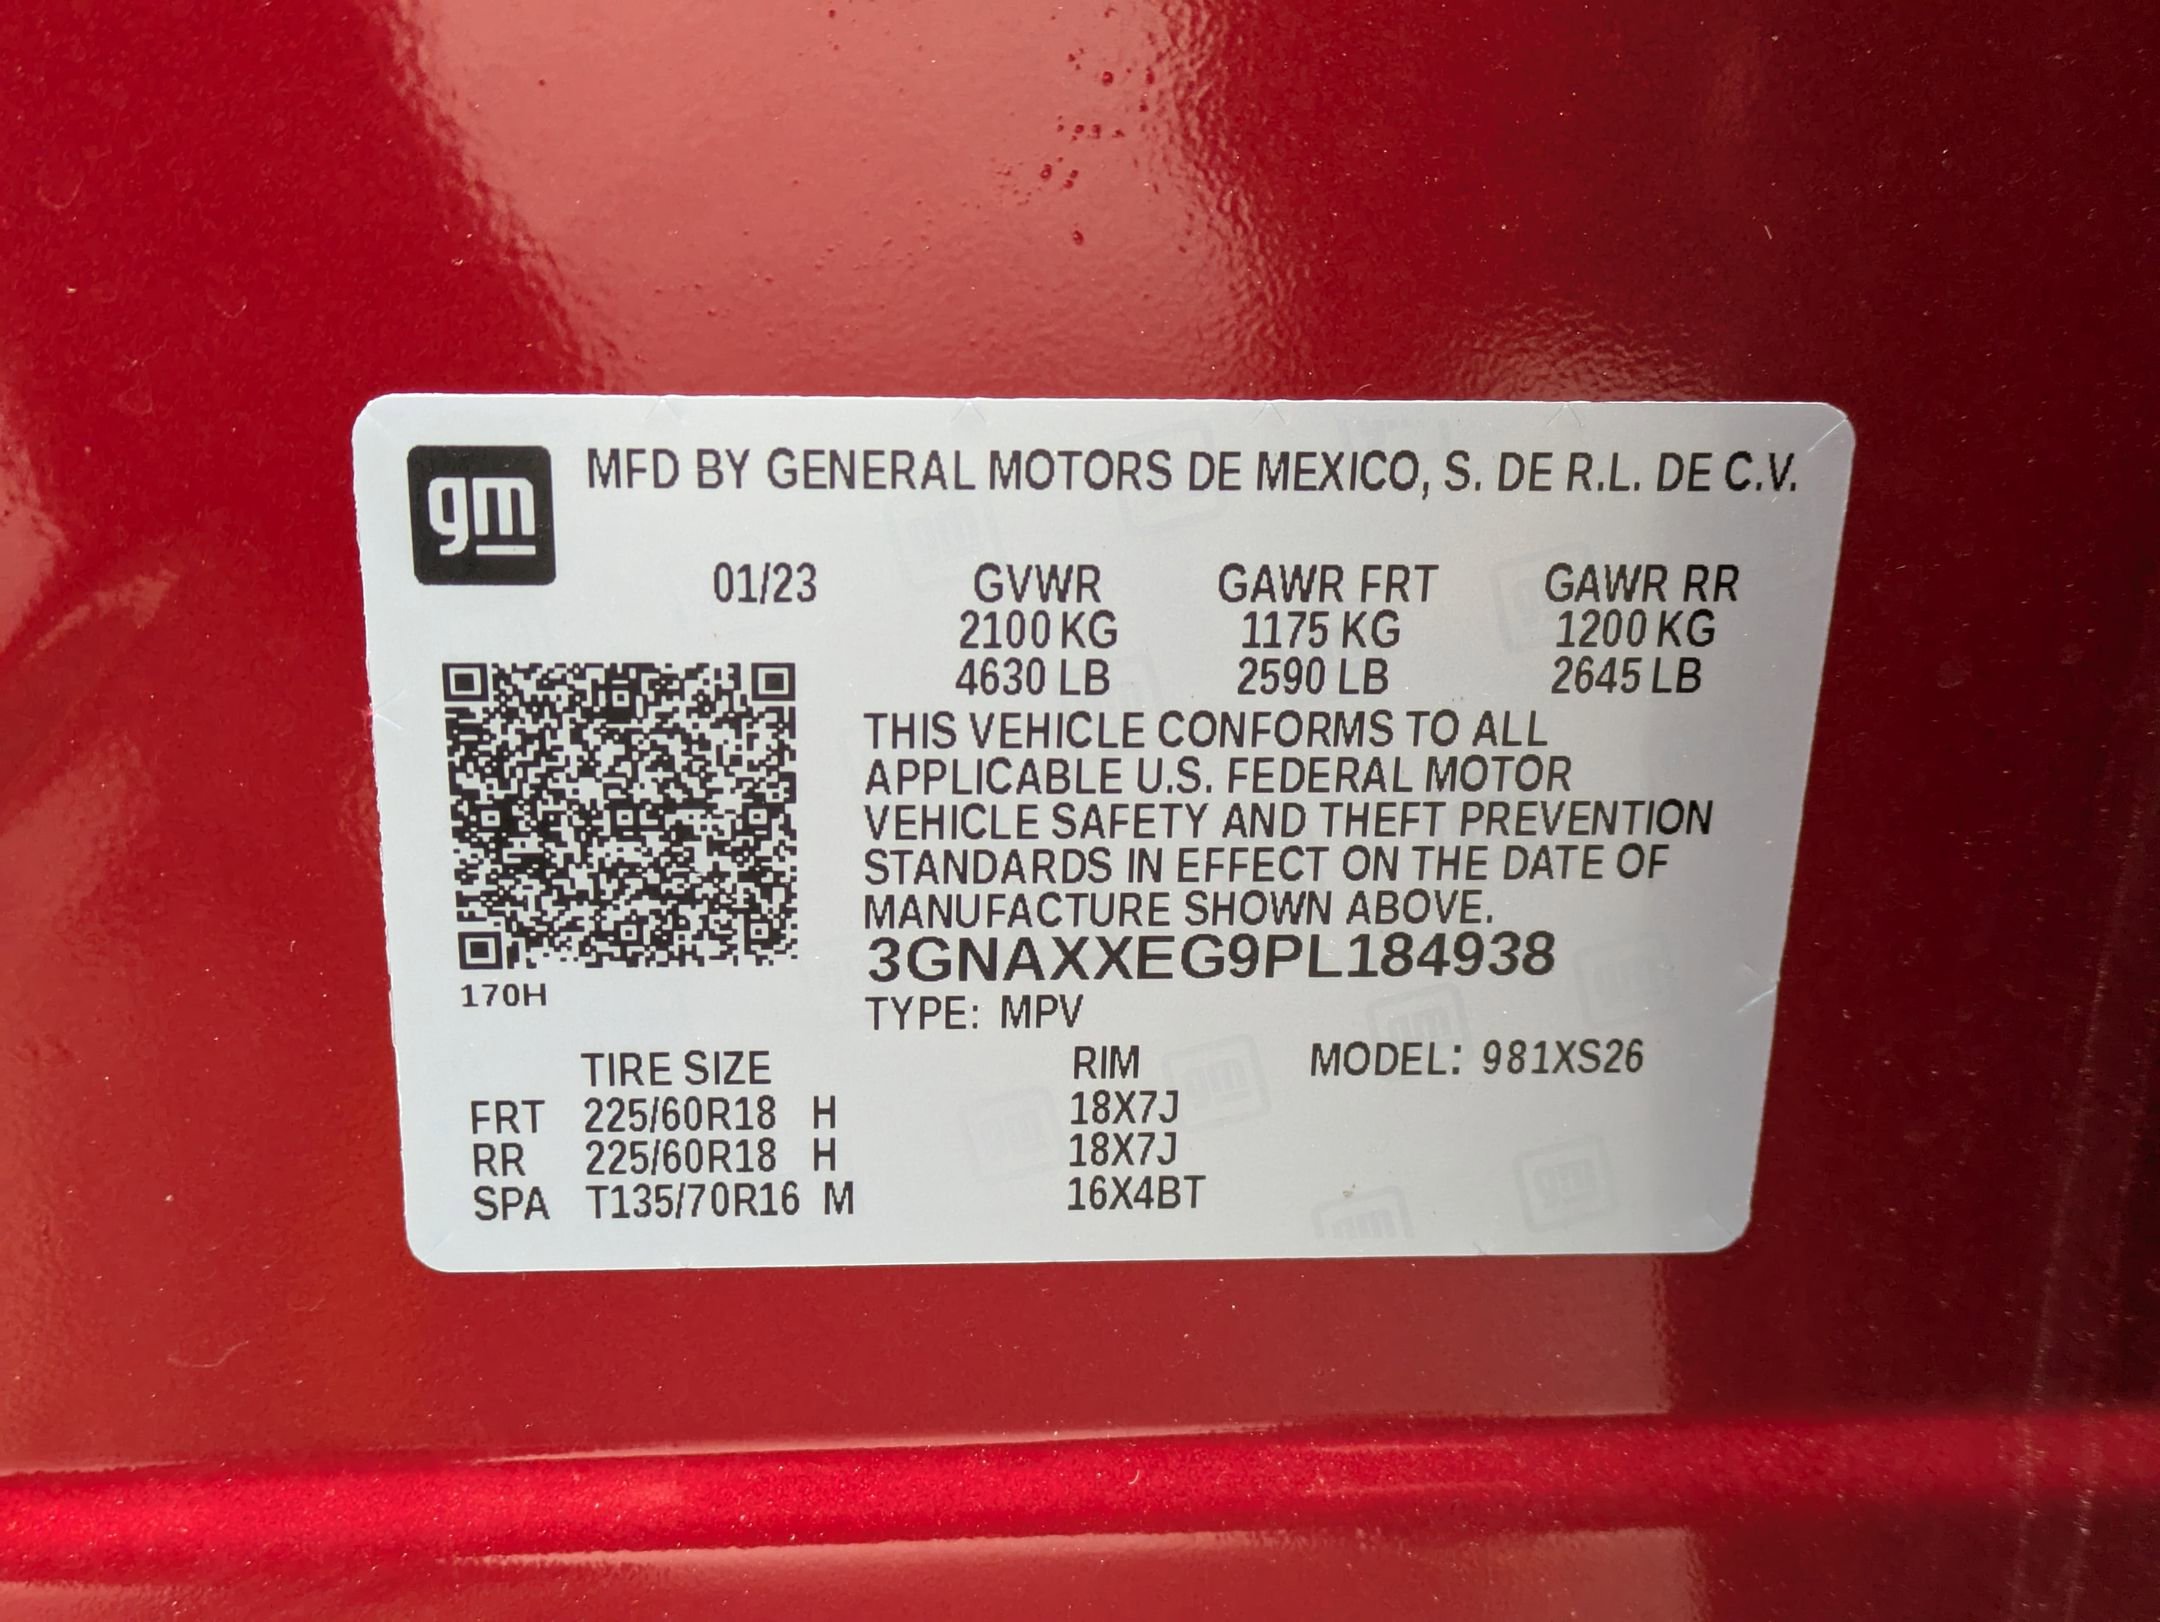 gm
MFD BY GENERAL MOTORS DE MEXICO, S. DE R.L. DE C.V.
01/23 GVWR GAWR FRT GAWR RR
2100 KG 1175 KG 1200 KG
4630 LB 2590 LB 2645 LB
THIS VEHICLE CONFORMS TO ALL
APPLICABLE U.S. FEDERAL MOTOR
VEHICLE SAFETY AND THEFT PREVENTION
STANDARDS IN EFFECT ON THE DATE OF
MANUFACTURE SHOWN ABOVE.
3GNAXXEG9PL184938
170H
TYPE: MPV
TIRE SIZE RIM MODEL: 981XS26
FRT 225/60R18 H 18X7J
RR 225/60R18 H 18X7J
SPA T135/70R16 M 16X4BT